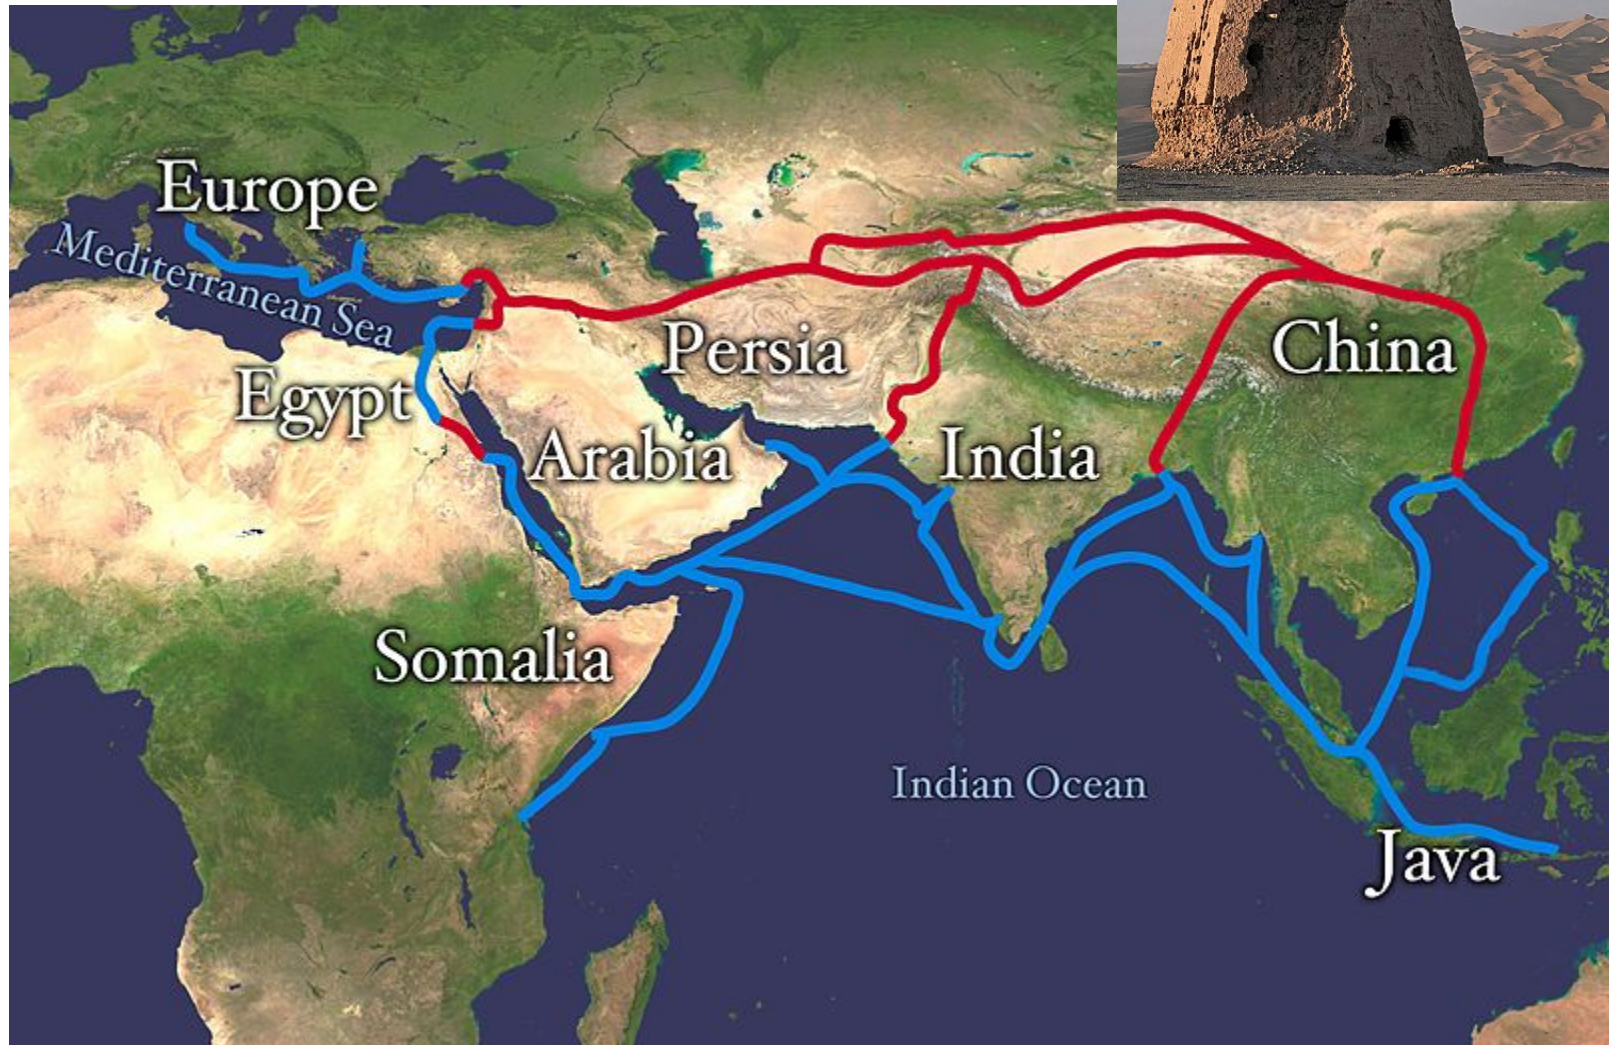 Europe
Mediterranean Sea
Persia
China
Egypt
Arabia
India
Somalia
Indian Ocean
Java